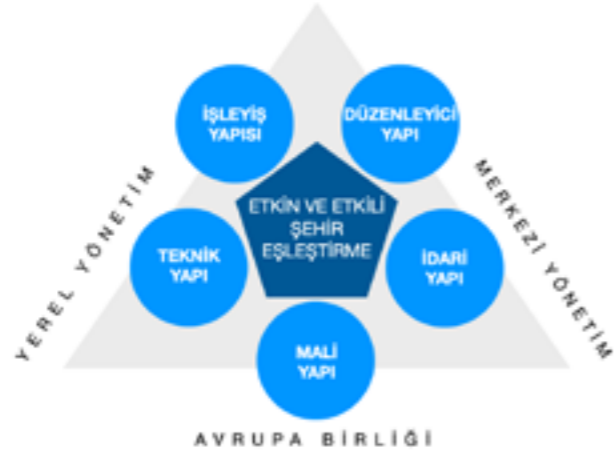 İŞLEYİŞ
YAPISI
DÜZENLEYİCİ
YAPI
ETKİN VE ETKİLİ
ŞEHİR
EŞLEŞTİRME
TEKNİK
YAPI
İDARİ
YAPI
MALİ
YAPI
YEREL YÖNETİM
MERKEZİ YÖNETİM
AVRUPA BİRLİĞİ